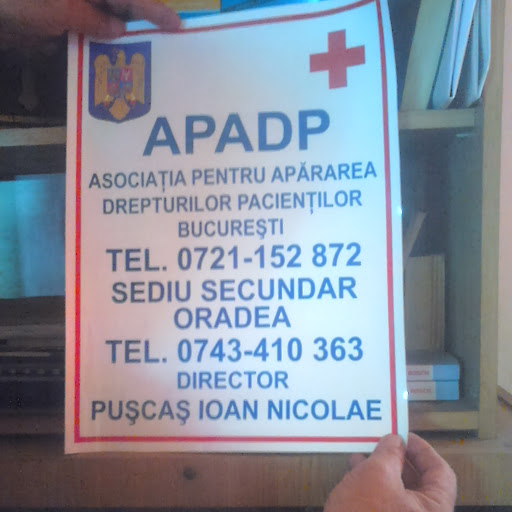 APADP
ASOCIAȚIA PENTRU APĂRAREA
DREPTURILOR PACIENȚILOR
BUCUREȘTI
TEL. 0721-152 872
SEDIU SECUNDAR
ORADEA
TEL. 0743-410 363
DIRECTOR
PUȘCAȘ IOAN NICOLAE